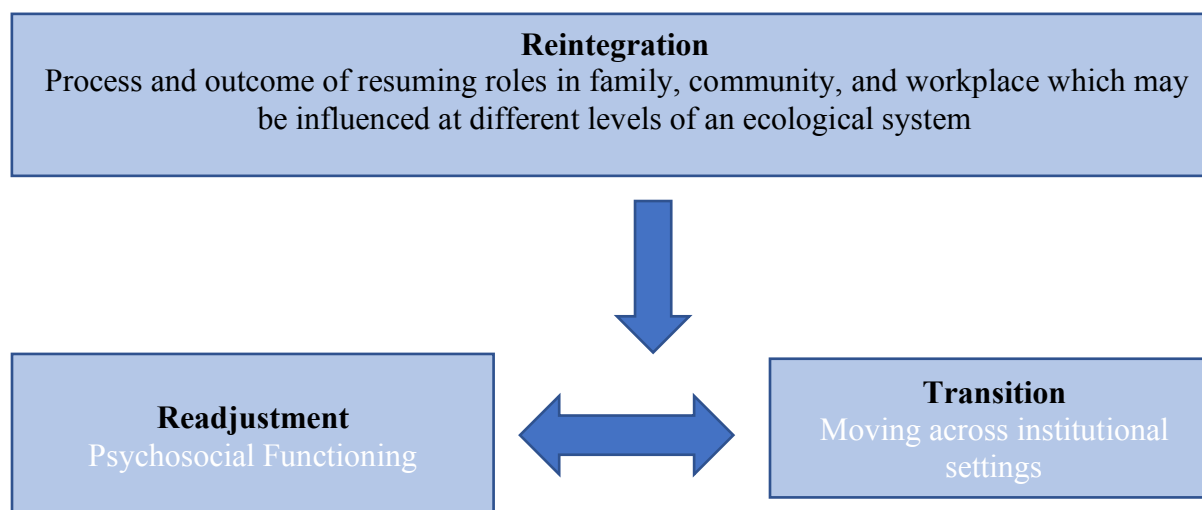 Reintegration
Process and outcome of resuming roles in family, community, and workplace which may
be influenced at different levels of an ecological system
Readjustment
Psychosocial Functioning
Transition
Moving across institutional
settings